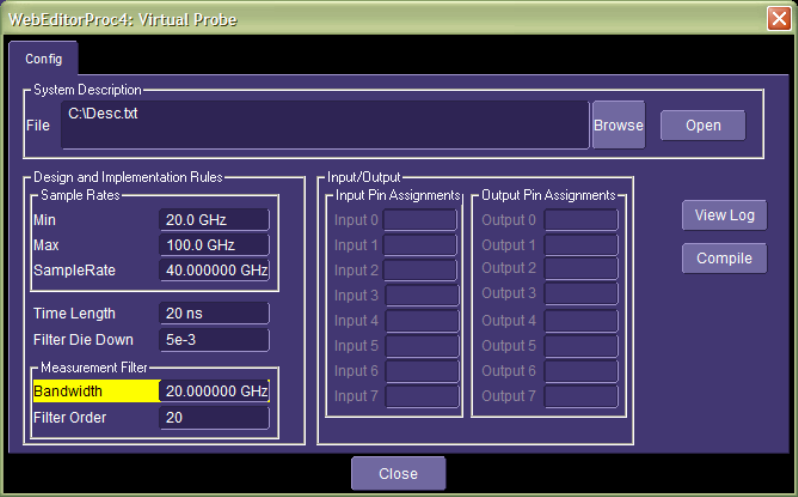 WebEditorProc4: Virtual Probe
Config
System Description
File C:\Desc.txt Browse Open
Design and Implementation Rules
Sample Rates
Min 20.0 GHz
Max 100.0 GHz
SampleRate 40.000000 GHz
Time Length 20 ns
Filter Die Down 5e-3
Measurement Filter
Bandwidth 20.000000 GHz
Filter Order 20
Input/Output
Input Pin Assignments
Input 0
Input 1
Input 2
Input 3
Input 4
Input 5
Input 6
Input 7
Output Pin Assignments
Output 0
Output 1
Output 2
Output 3
Output 4
Output 5
Output 6
Output 7
View Log
Compile
Close